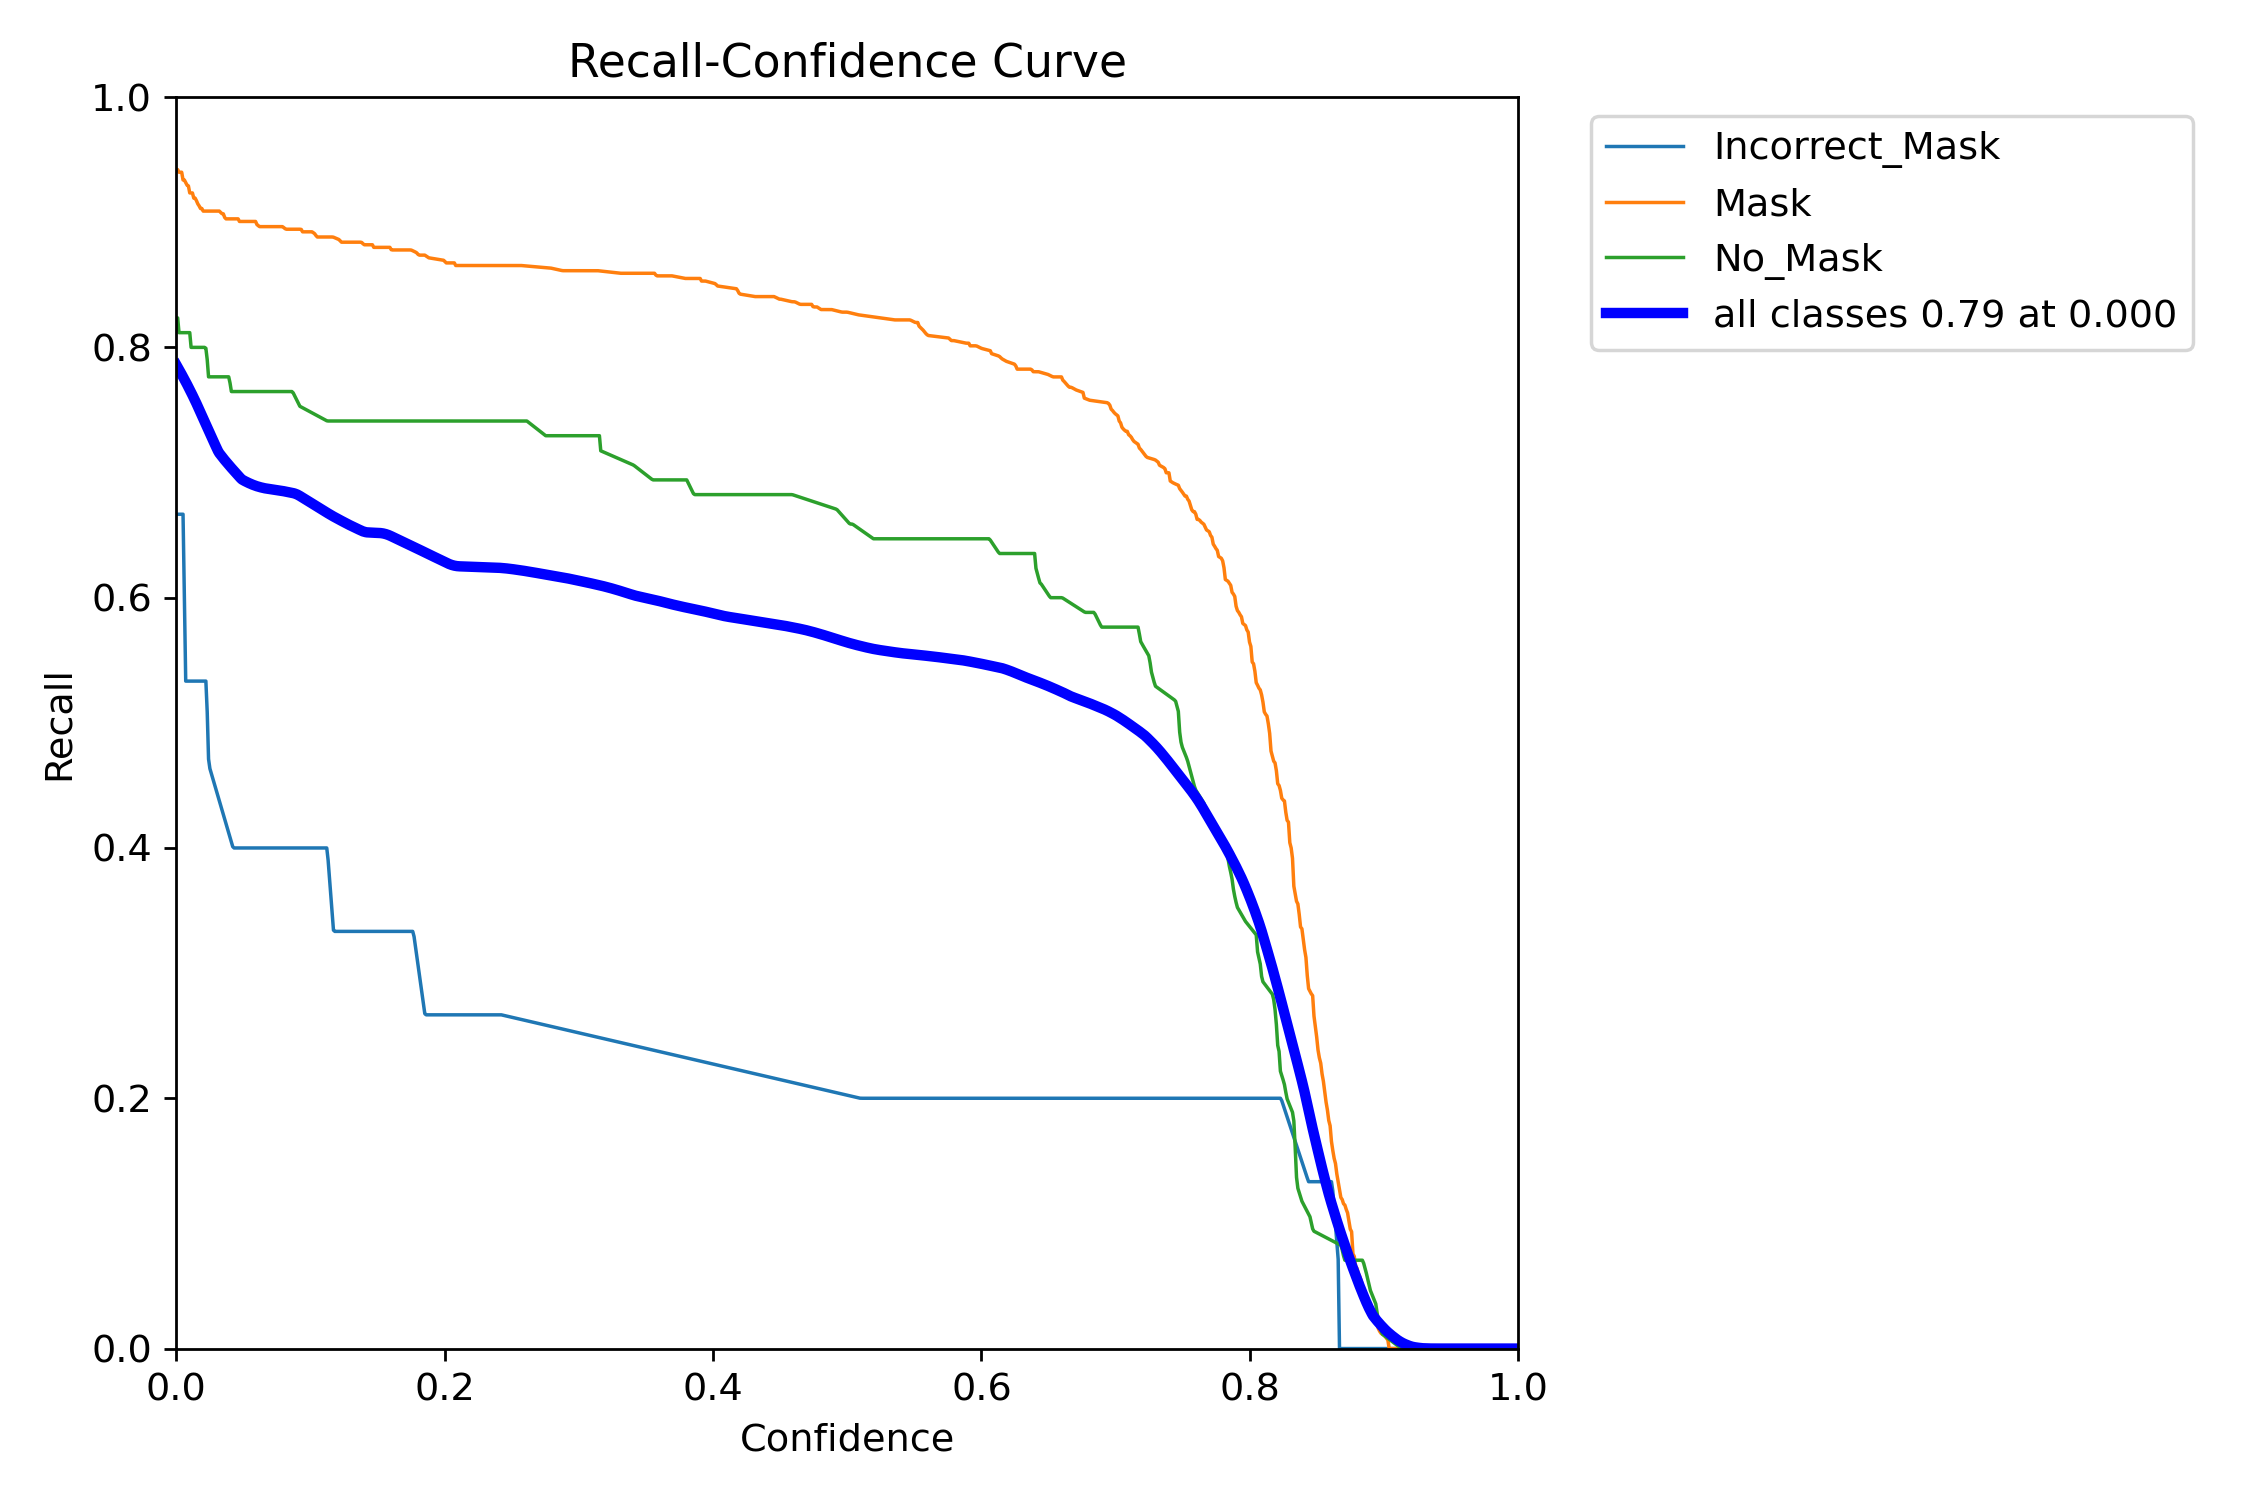 Recall-Confidence Curve
1.0
0.8
0.6
0.4
0.2
0.0
Recall
0.0 0.2 0.4 0.6 0.8 1.0
Confidence
Incorrect_Mask
Mask
No_Mask
all classes 0.79 at 0.000